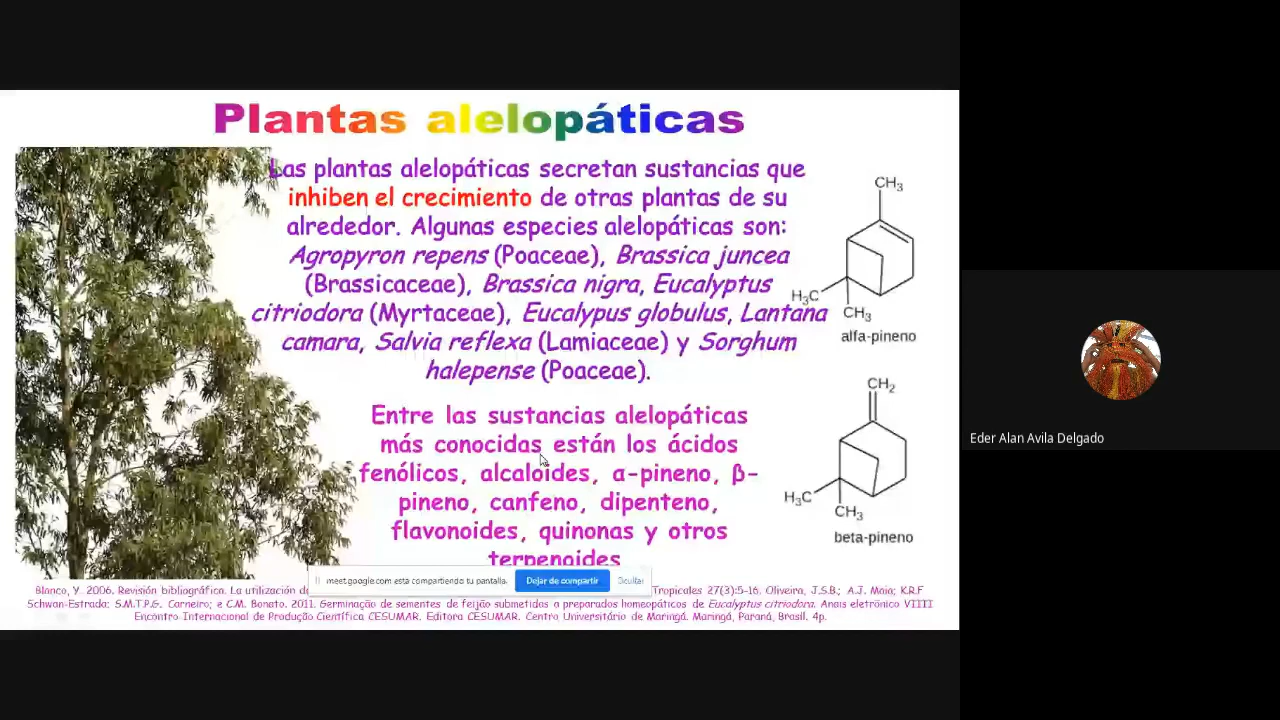 Plantas alelopáticas
Las plantas alelopáticas secretan sustancias que
inhiben el crecimiento de otras plantas de su
alrededor. Algunas especies alelopáticas son:
Agropyron repens (Poaceae), Brassica juncea
(Brassicaceae), Brassica nigra, Eucalyptus
citriodora (Myrtaceae), Eucalypus globulus, Lantana
camara, Salvia reflexa (Lamiaceae) y Sorghum
halepense (Poaceae).
CH3
H3C
CH3
alfa-pineno
Entre las sustancias alelopáticas
más conocidas están los ácidos
fenólicos, alcaloides, α-pineno, β-
pineno, canfeno, dipenteno,
flavonoides, quinonas y otros
terpenoides
CH2
H3C
CH3
beta-pineno
meet.google.com está compartiendo tu pantalla.
Dejar de compartir
Ocultar
Blanco, Y. 2006. Revisión bibliográfica. La utilización de Tropicales 27(3):5-16. Oliveira, J.S.B.; A.J. Maia; K.R.F
Schwan-Estrada; S.M.T.P.G. Carneiro; e C.M. Bonato. 2011. Germinação de sementes de feijão submetidas a preparados homeopáticos de Eucalyptus citriodora. Anais eletrônico VIIII
Encontro Internacional de Produção Científica CESUMAR. Editora CESUMAR. Centro Universitário de Maringá. Maringá, Paraná, Brasil. 4p.
Eder Alan Avila Delgado